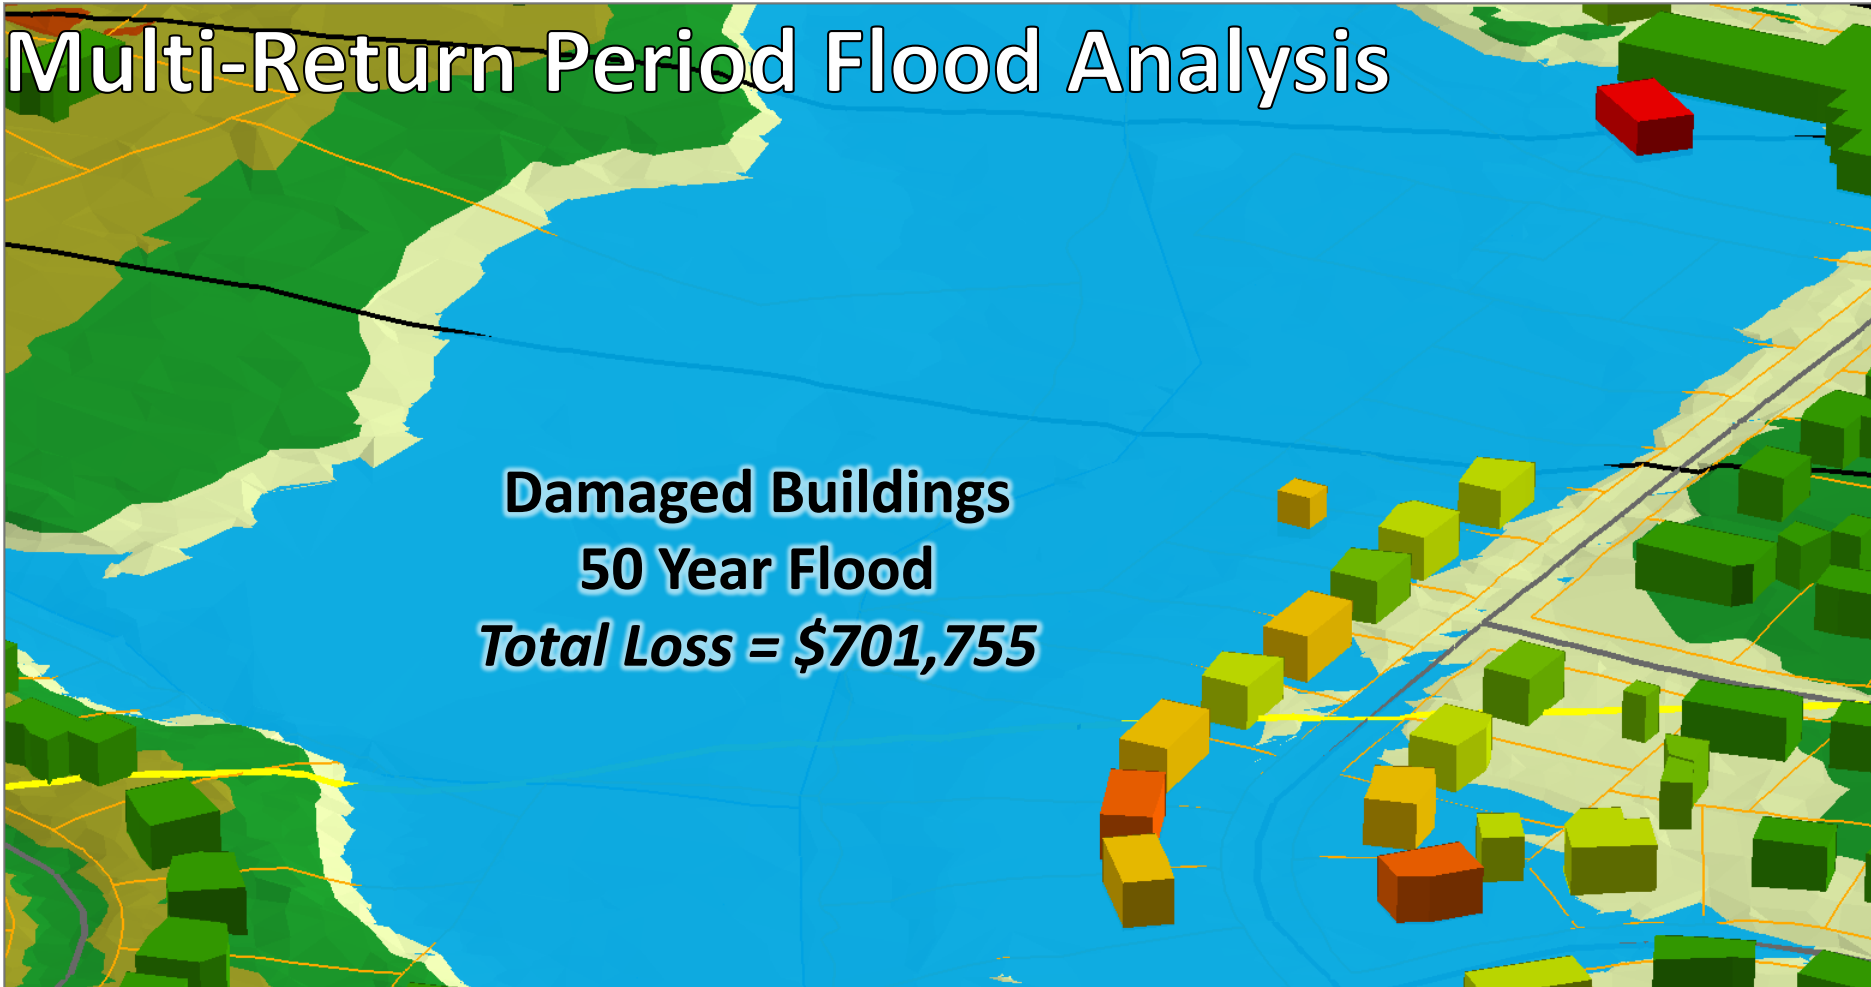 Multi-Return Period Flood Analysis
Damaged Buildings
50 Year Flood
Total Loss = $701,755